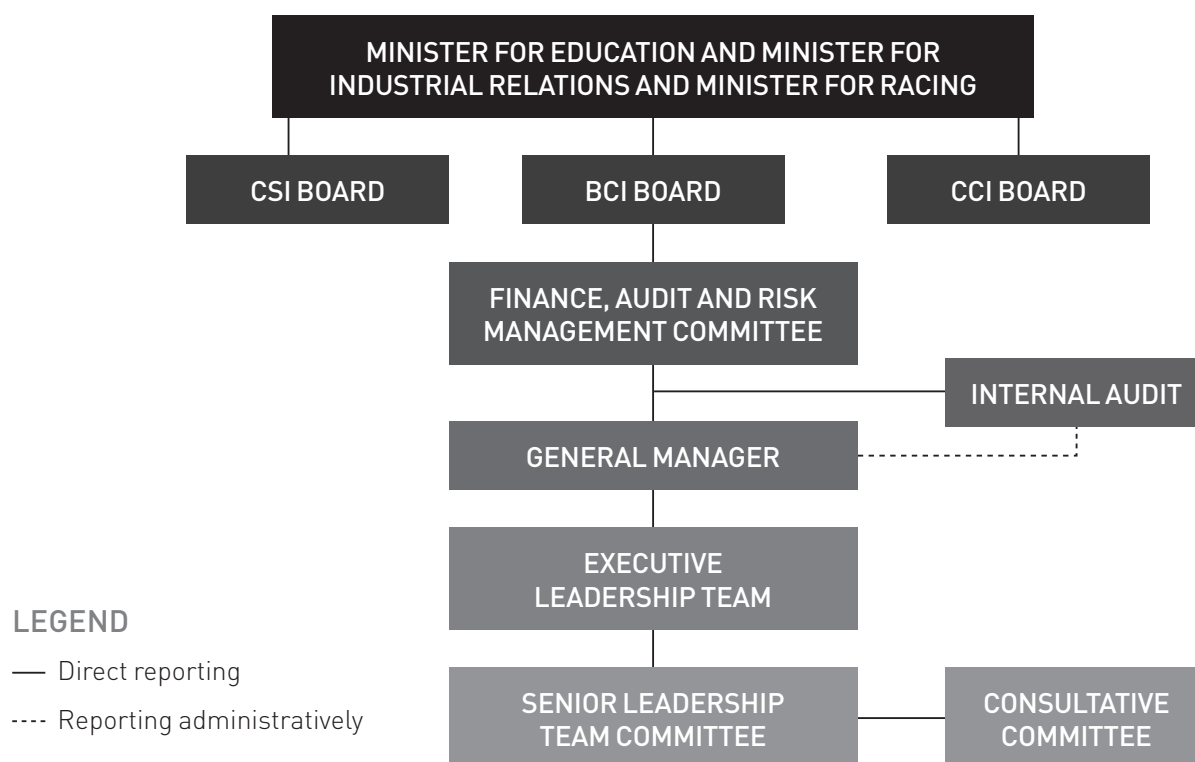 MINISTER FOR EDUCATION AND MINISTER FOR
INDUSTRIAL RELATIONS AND MINISTER FOR RACING
CSI BOARD
BCI BOARD
CCI BOARD
FINANCE, AUDIT AND RISK
MANAGEMENT COMMITTEE
INTERNAL AUDIT
GENERAL MANAGER
EXECUTIVE
LEADERSHIP TEAM
LEGEND
Direct reporting
Reporting administratively
SENIOR LEADERSHIP
TEAM COMMITTEE
CONSULTATIVE
COMMITTEE